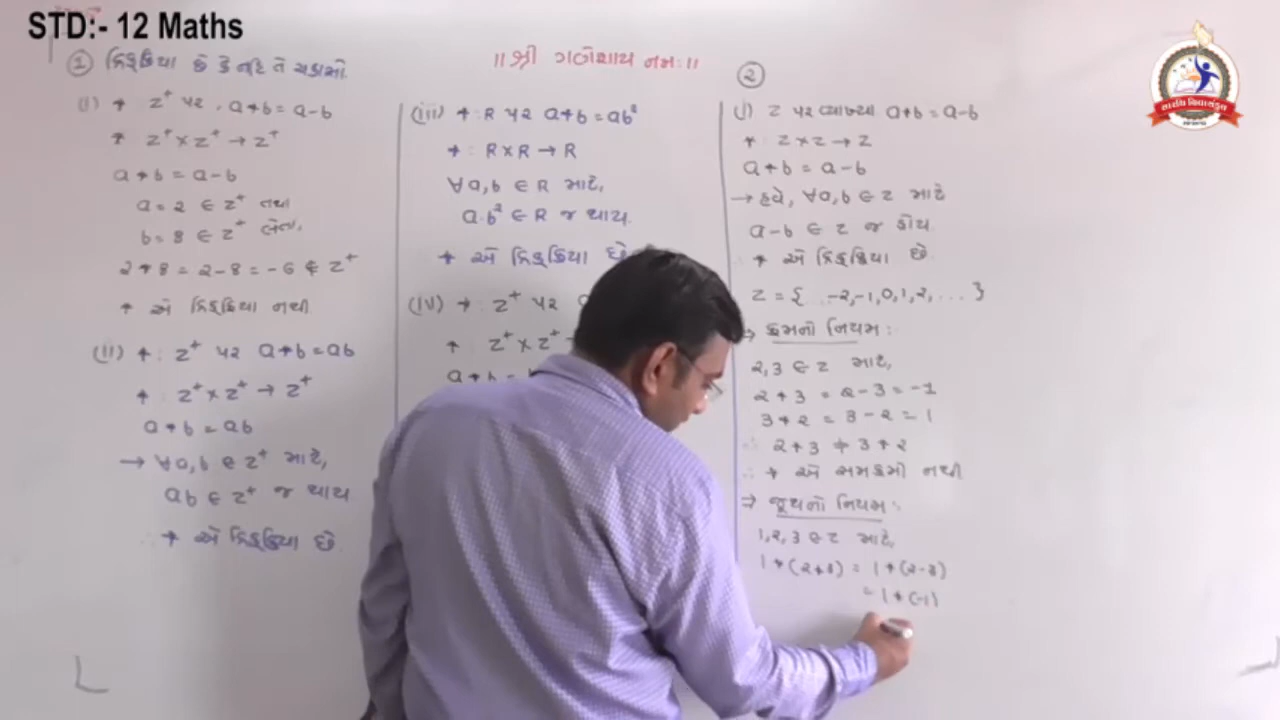 STD:- 12 Maths
॥ શ્રી ગણેશાય નમઃ ॥
સારથિ વિદ્યાસંકુલ
① દ્વિક્ક્રિયા છે કે નહિ તે ચકાસો.
(i) * : Z⁺ પર, a*b = a-b
* Z⁺ × Z⁺ → Z⁺
a*b = a-b
a = 2 ∈ Z⁺ તથા
b = 8 ∈ Z⁺ લેતા,
2*8 = 2-8 = -6 ∉ Z⁺
* એ દ્વિક્ક્રિયા નથી
(ii) * : Z⁺ પર a*b = ab
* : Z⁺ × Z⁺ → Z⁺
a*b = ab
→ ∀a,b ∈ Z⁺ માટે,
ab ∈ Z⁺ જ થાય
∴ * એ દ્વિક્ક્રિયા છે.
(iii) * : R પર a*b = ab²
* : R×R → R
∀a,b ∈ R માટે,
a.b² ∈ R જ થાય.
* એ દ્વિક્ક્રિયા છે
(iv) * : Z⁺ પર
* : Z⁺ × Z⁺
a*b =
②
(i) Z પર વ્યાખ્યા a*b = a-b
* : Z×Z → Z
a*b = a-b
→ હવે, ∀a,b ∈ Z માટે
a-b ∈ Z જ હોય
∴ * એ દ્વિક્ક્રિયા છે.
Z = { ...-2,-1,0,1,2,... }
⇒ ક્રમનો નિયમ :
2,3 ∈ Z માટે,
2*3 = 2-3 = -1
3*2 = 3-2 = 1
∴ 2*3 ≠ 3*2
∴ * એ સમક્રમી નથી
⇒ જૂથનો નિયમ :
1,2,3 ∈ Z માટે,
1*(2*3) = 1*(2-3)
= 1*(-1)